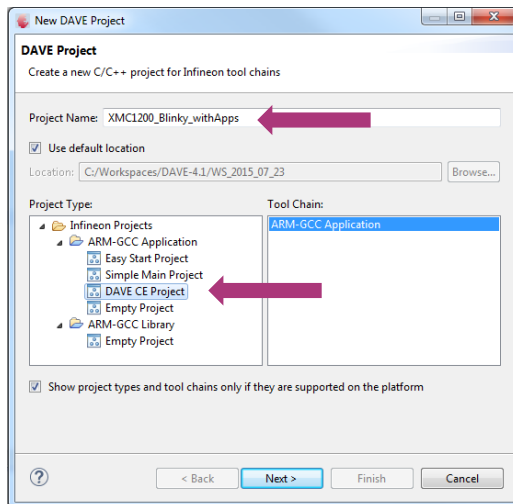 New DAVE Project
DAVE Project
Create a new C/C++ project for Infineon tool chains
Project Name: XMC1200_Blinky_withApps
Use default location
Location: C:/Workspaces/DAVE-4.1/WS_2015_07_23 Browse...
Project Type: Tool Chain:
Infineon Projects ARM-GCC Application
ARM-GCC Application
Easy Start Project
Simple Main Project
DAVE CE Project
Empty Project
ARM-GCC Library
Empty Project
Show project types and tool chains only if they are supported on the platform
? < Back Next > Finish Cancel